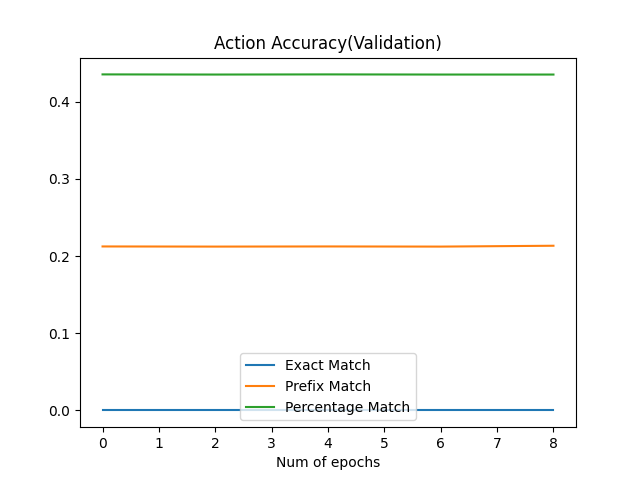 Action Accuracy(Validation)
0.4
0.3
0.2
0.1
0.0
Exact Match
Prefix Match
Percentage Match
0 1 2 3 4 5 6 7 8
Num of epochs